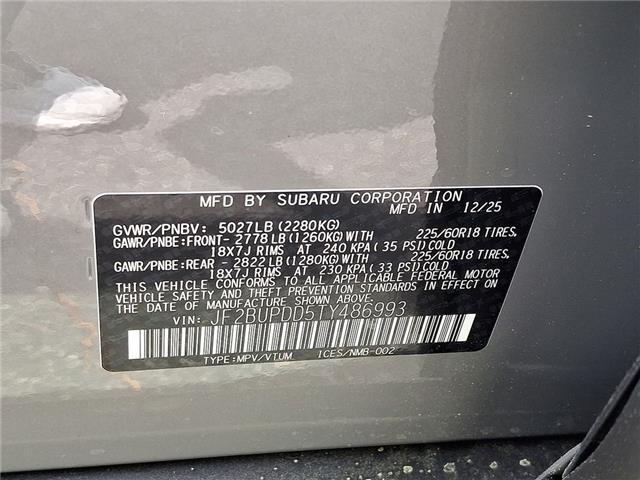 MFD BY SUBARU CORPORATION
MFD IN 12/25
GVWR/PNBV: 5027LB (2280KG)
GAWR/PNBE:FRONT- 2778LB (1260KG) WITH 225/60R18 TIRES.
18X7J RIMS AT 240 KPA (35 PSI) COLD
GAWR/PNBE:REAR - 2822LB (1280KG) WITH 225/60R18 TIRES.
18X7J RIMS AT 230 KPA (33 PSI) COLD
THIS VEHICLE CONFORMS TO ALL APPLICABLE FEDERAL MOTOR
VEHICLE SAFETY AND THEFT PREVENTION STANDARDS IN EFFECT
ON THE DATE OF MANUFACTURE SHOWN ABOVE.
VIN: JF2BUPDD5TY486993
TYPE:MPV/VTUM ICES/NMB-002